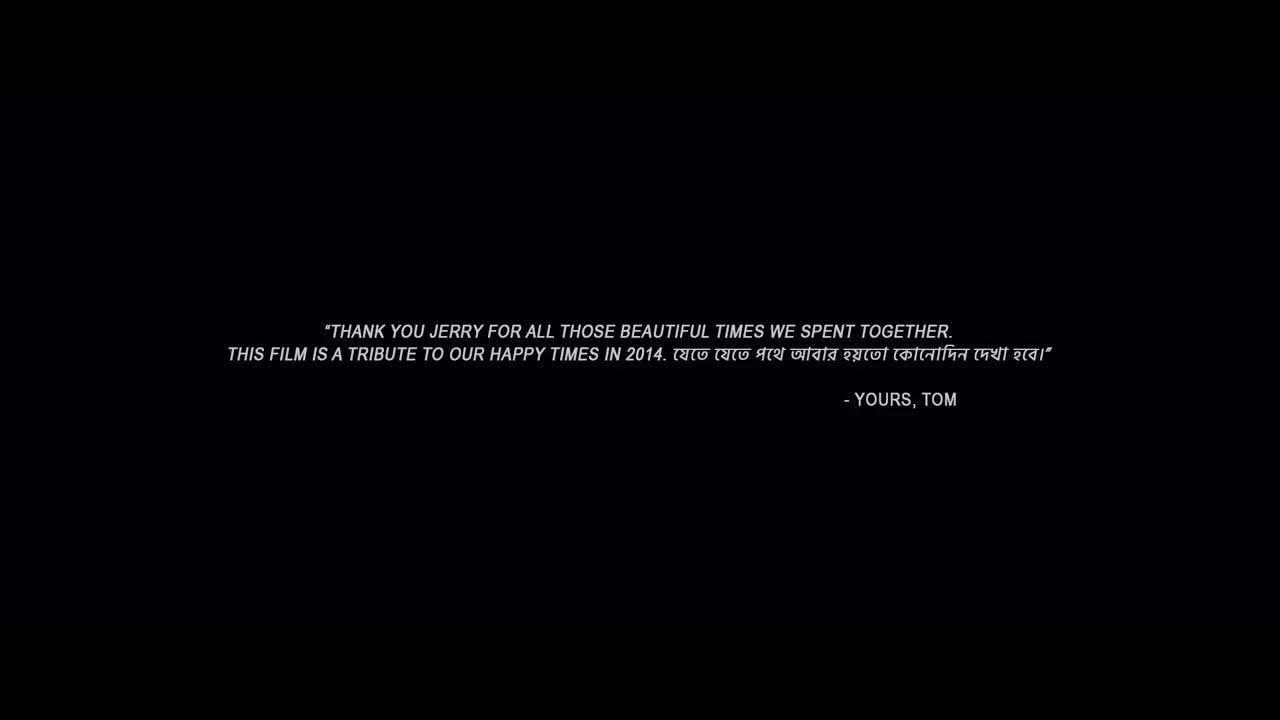 “THANK YOU JERRY FOR ALL THOSE BEAUTIFUL TIMES WE SPENT TOGETHER.
THIS FILM IS A TRIBUTE TO OUR HAPPY TIMES IN 2014. যেতে যেতে পথে আবার হয়তো কোনোদিন দেখা হবে।”
- YOURS, TOM